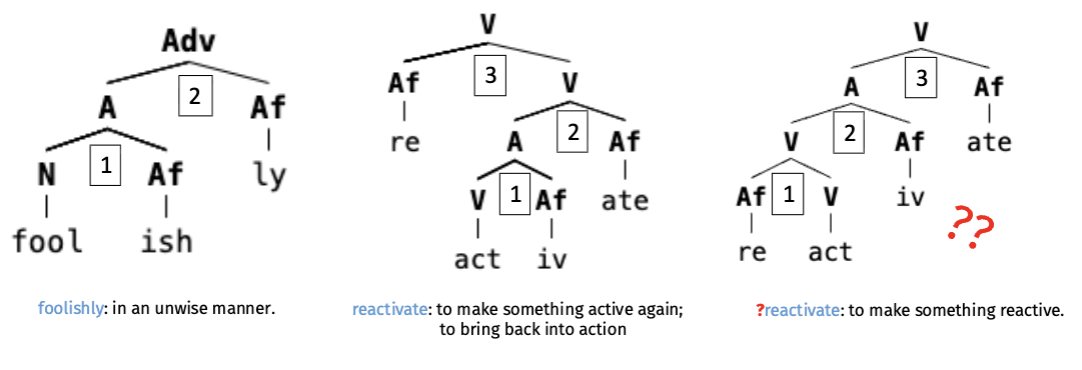 Adv
A
2
Af
N
1
Af
ly
fool
ish
foolishly: in an unwise manner.
V
Af
3
V
re
A
2
Af
V
1
Af
ate
act
iv
reactivate: to make something active again;
to bring back into action
V
A
3
Af
V
2
Af
ate
Af
1
V
iv
re
act
??
?reactivate: to make something reactive.